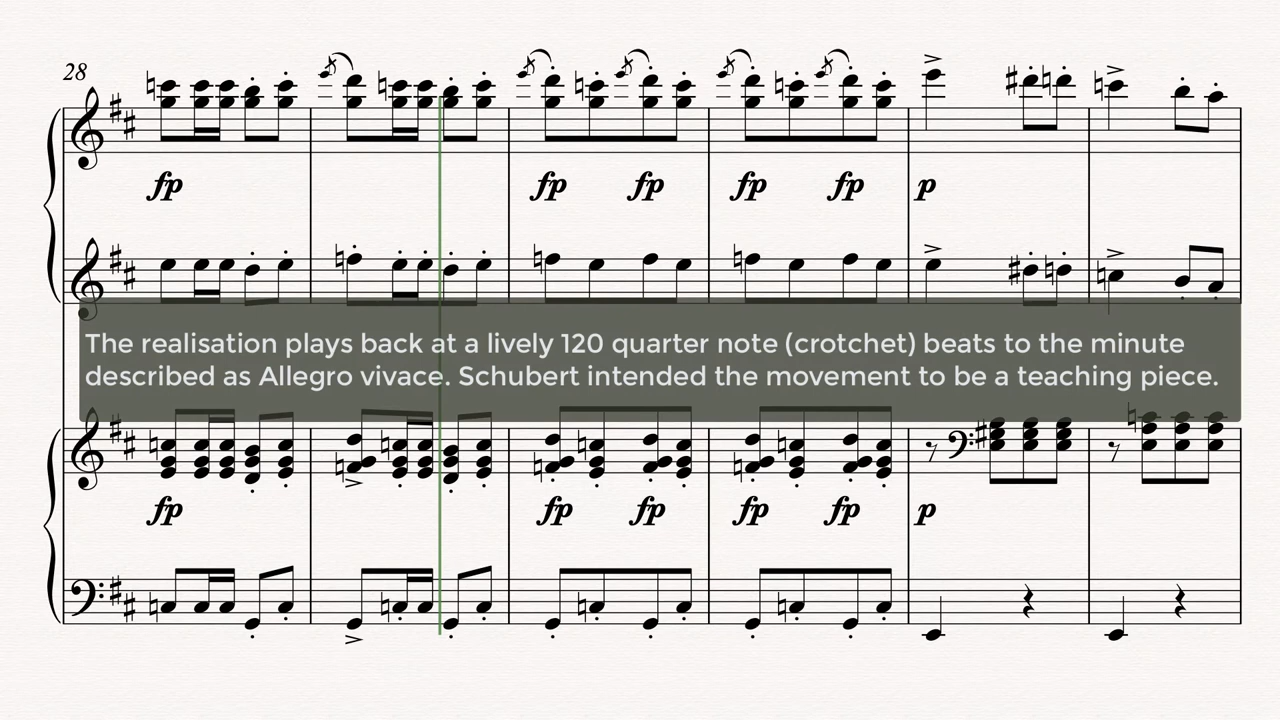 28
fp
fp fp
fp fp
p
The realisation plays back at a lively 120 quarter note (crotchet) beats to the minute
described as Allegro vivace. Schubert intended the movement to be a teaching piece.
fp
fp fp
fp fp
p